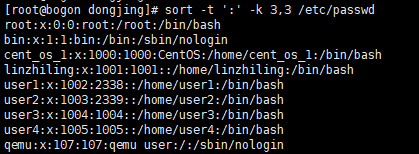 [root@bogon dongjing]# sort -t ':' -k 3,3 /etc/passwd
root:x:0:0:root:/root:/bin/bash
bin:x:1:1:bin:/bin:/sbin/nologin
cent_os_1:x:1000:1000:CentOS:/home/cent_os_1:/bin/bash
linzhiling:x:1001:1001::/home/linzhiling:/bin/bash
user1:x:1002:2338::/home/user1:/bin/bash
user2:x:1003:2339::/home/user2:/bin/bash
user3:x:1004:1004::/home/user3:/bin/bash
user4:x:1005:1005::/home/user4:/bin/bash
qemu:x:107:107:qemu user:/:/sbin/nologin